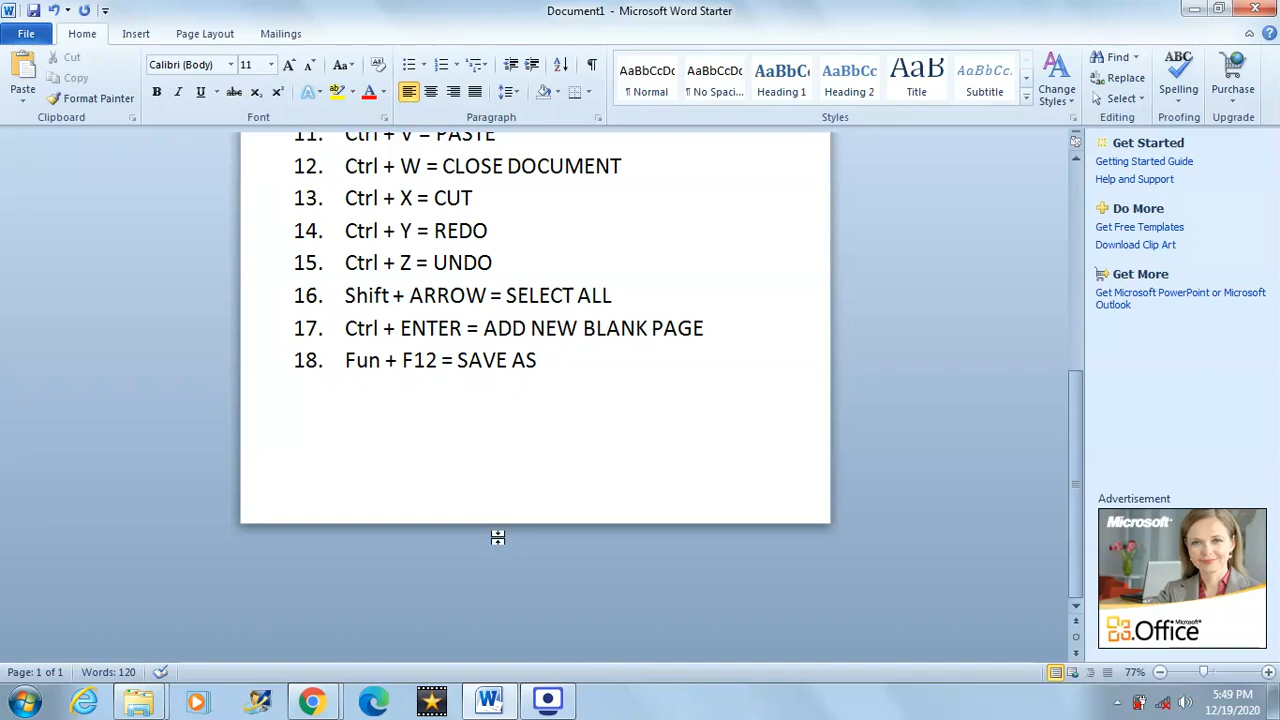 Document1 - Microsoft Word Starter
File Home Insert Page Layout Mailings
Cut
Copy
Format Painter
Paste
Calibri (Body) 11
Clipboard Font Paragraph Styles Editing Proofing Upgrade
AaBbCcDc AaBbCcDc AaBbCc AaBbCc AaB AaBbCc.
¶ Normal ¶ No Spaci... Heading 1 Heading 2 Title Subtitle
Change Styles
Find
Replace
Select
Spelling
Purchase
11. Ctrl + V = PASTE
12. Ctrl + W = CLOSE DOCUMENT
13. Ctrl + X = CUT
14. Ctrl + Y = REDO
15. Ctrl + Z = UNDO
16. Shift + ARROW = SELECT ALL
17. Ctrl + ENTER = ADD NEW BLANK PAGE
18. Fun + F12 = SAVE AS
Get Started
Getting Started Guide
Help and Support
Do More
Get Free Templates
Download Clip Art
Get More
Get Microsoft PowerPoint or Microsoft
Outlook
Advertisement
Microsoft
Microsoft
Office
Page: 1 of 1 Words: 120 77%
5:49 PM
12/19/2020